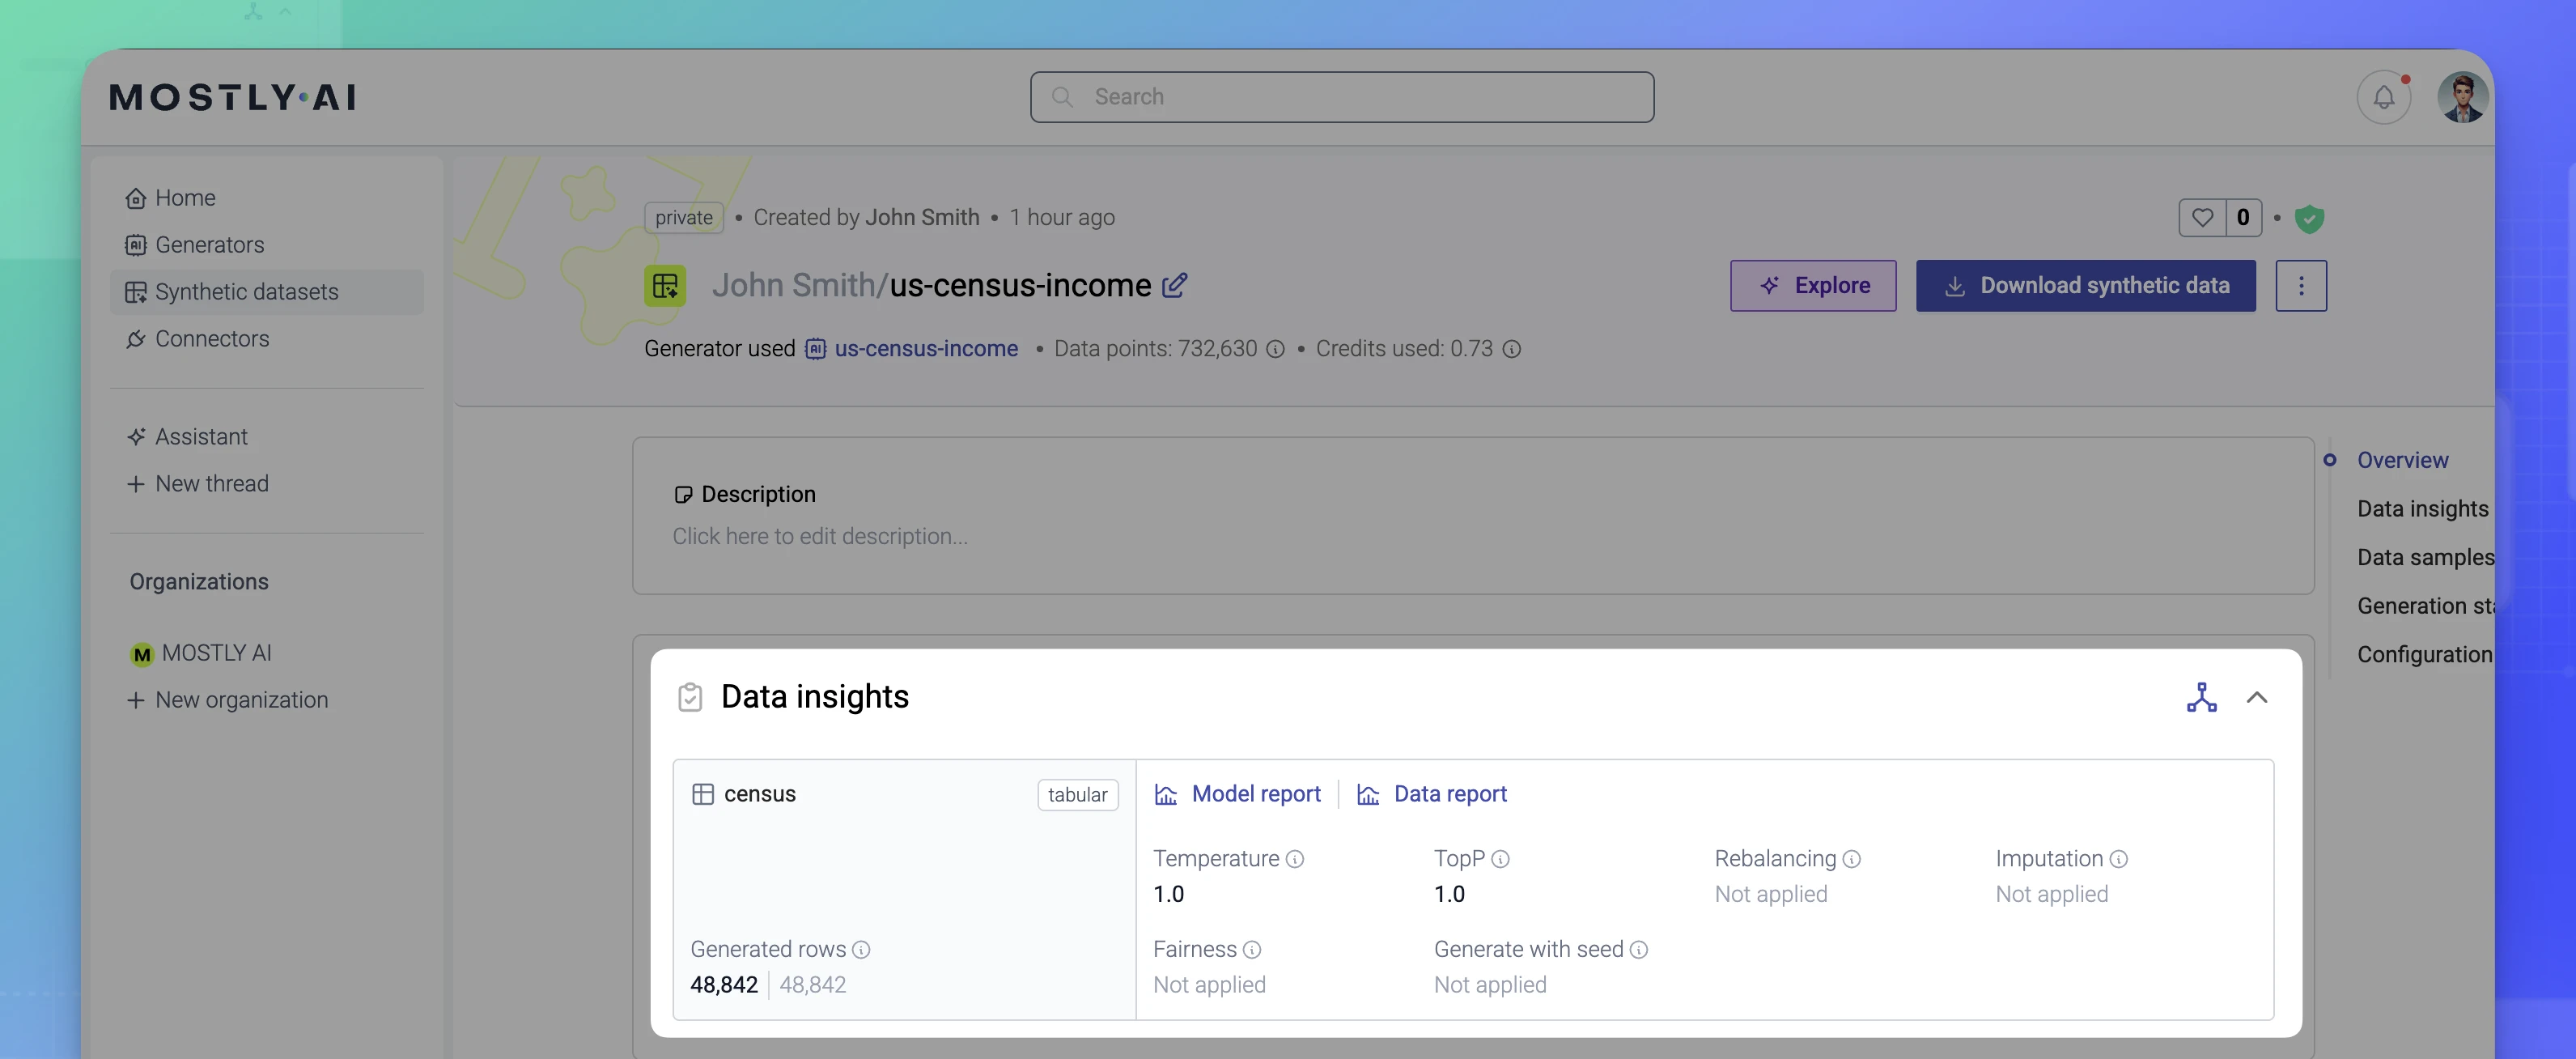 MOSTLY AI
Search
Home
Generators
Synthetic datasets
Connectors
Assistant
New thread
Organizations
M MOSTLY AI
New organization
private • Created by John Smith • 1 hour ago
0
John Smith/us-census-income
Explore
Download synthetic data
Generator used AI us-census-income • Data points: 732,630 • Credits used: 0.73
Description
Click here to edit description...
Overview
Data insights
Data samples
Generation sta
Configuration
Data insights
census
tabular
Generated rows
48,842 | 48,842
Model report | Data report
Temperature
1.0
TopP
1.0
Rebalancing
Not applied
Imputation
Not applied
Fairness
Not applied
Generate with seed
Not applied